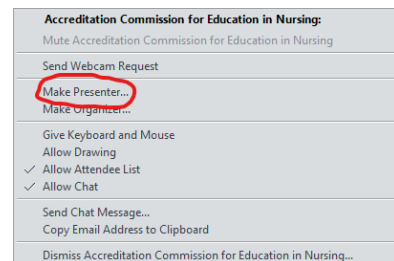 Accreditation Commission for Education in Nursing:
Mute Accreditation Commission for Education in Nursing
Send Webcam Request
Make Presenter...
Make Organizer...
Give Keyboard and Mouse
Allow Drawing
Allow Attendee List
Allow Chat
Send Chat Message...
Copy Email Address to Clipboard
Dismiss Accreditation Commission for Education in Nursing...